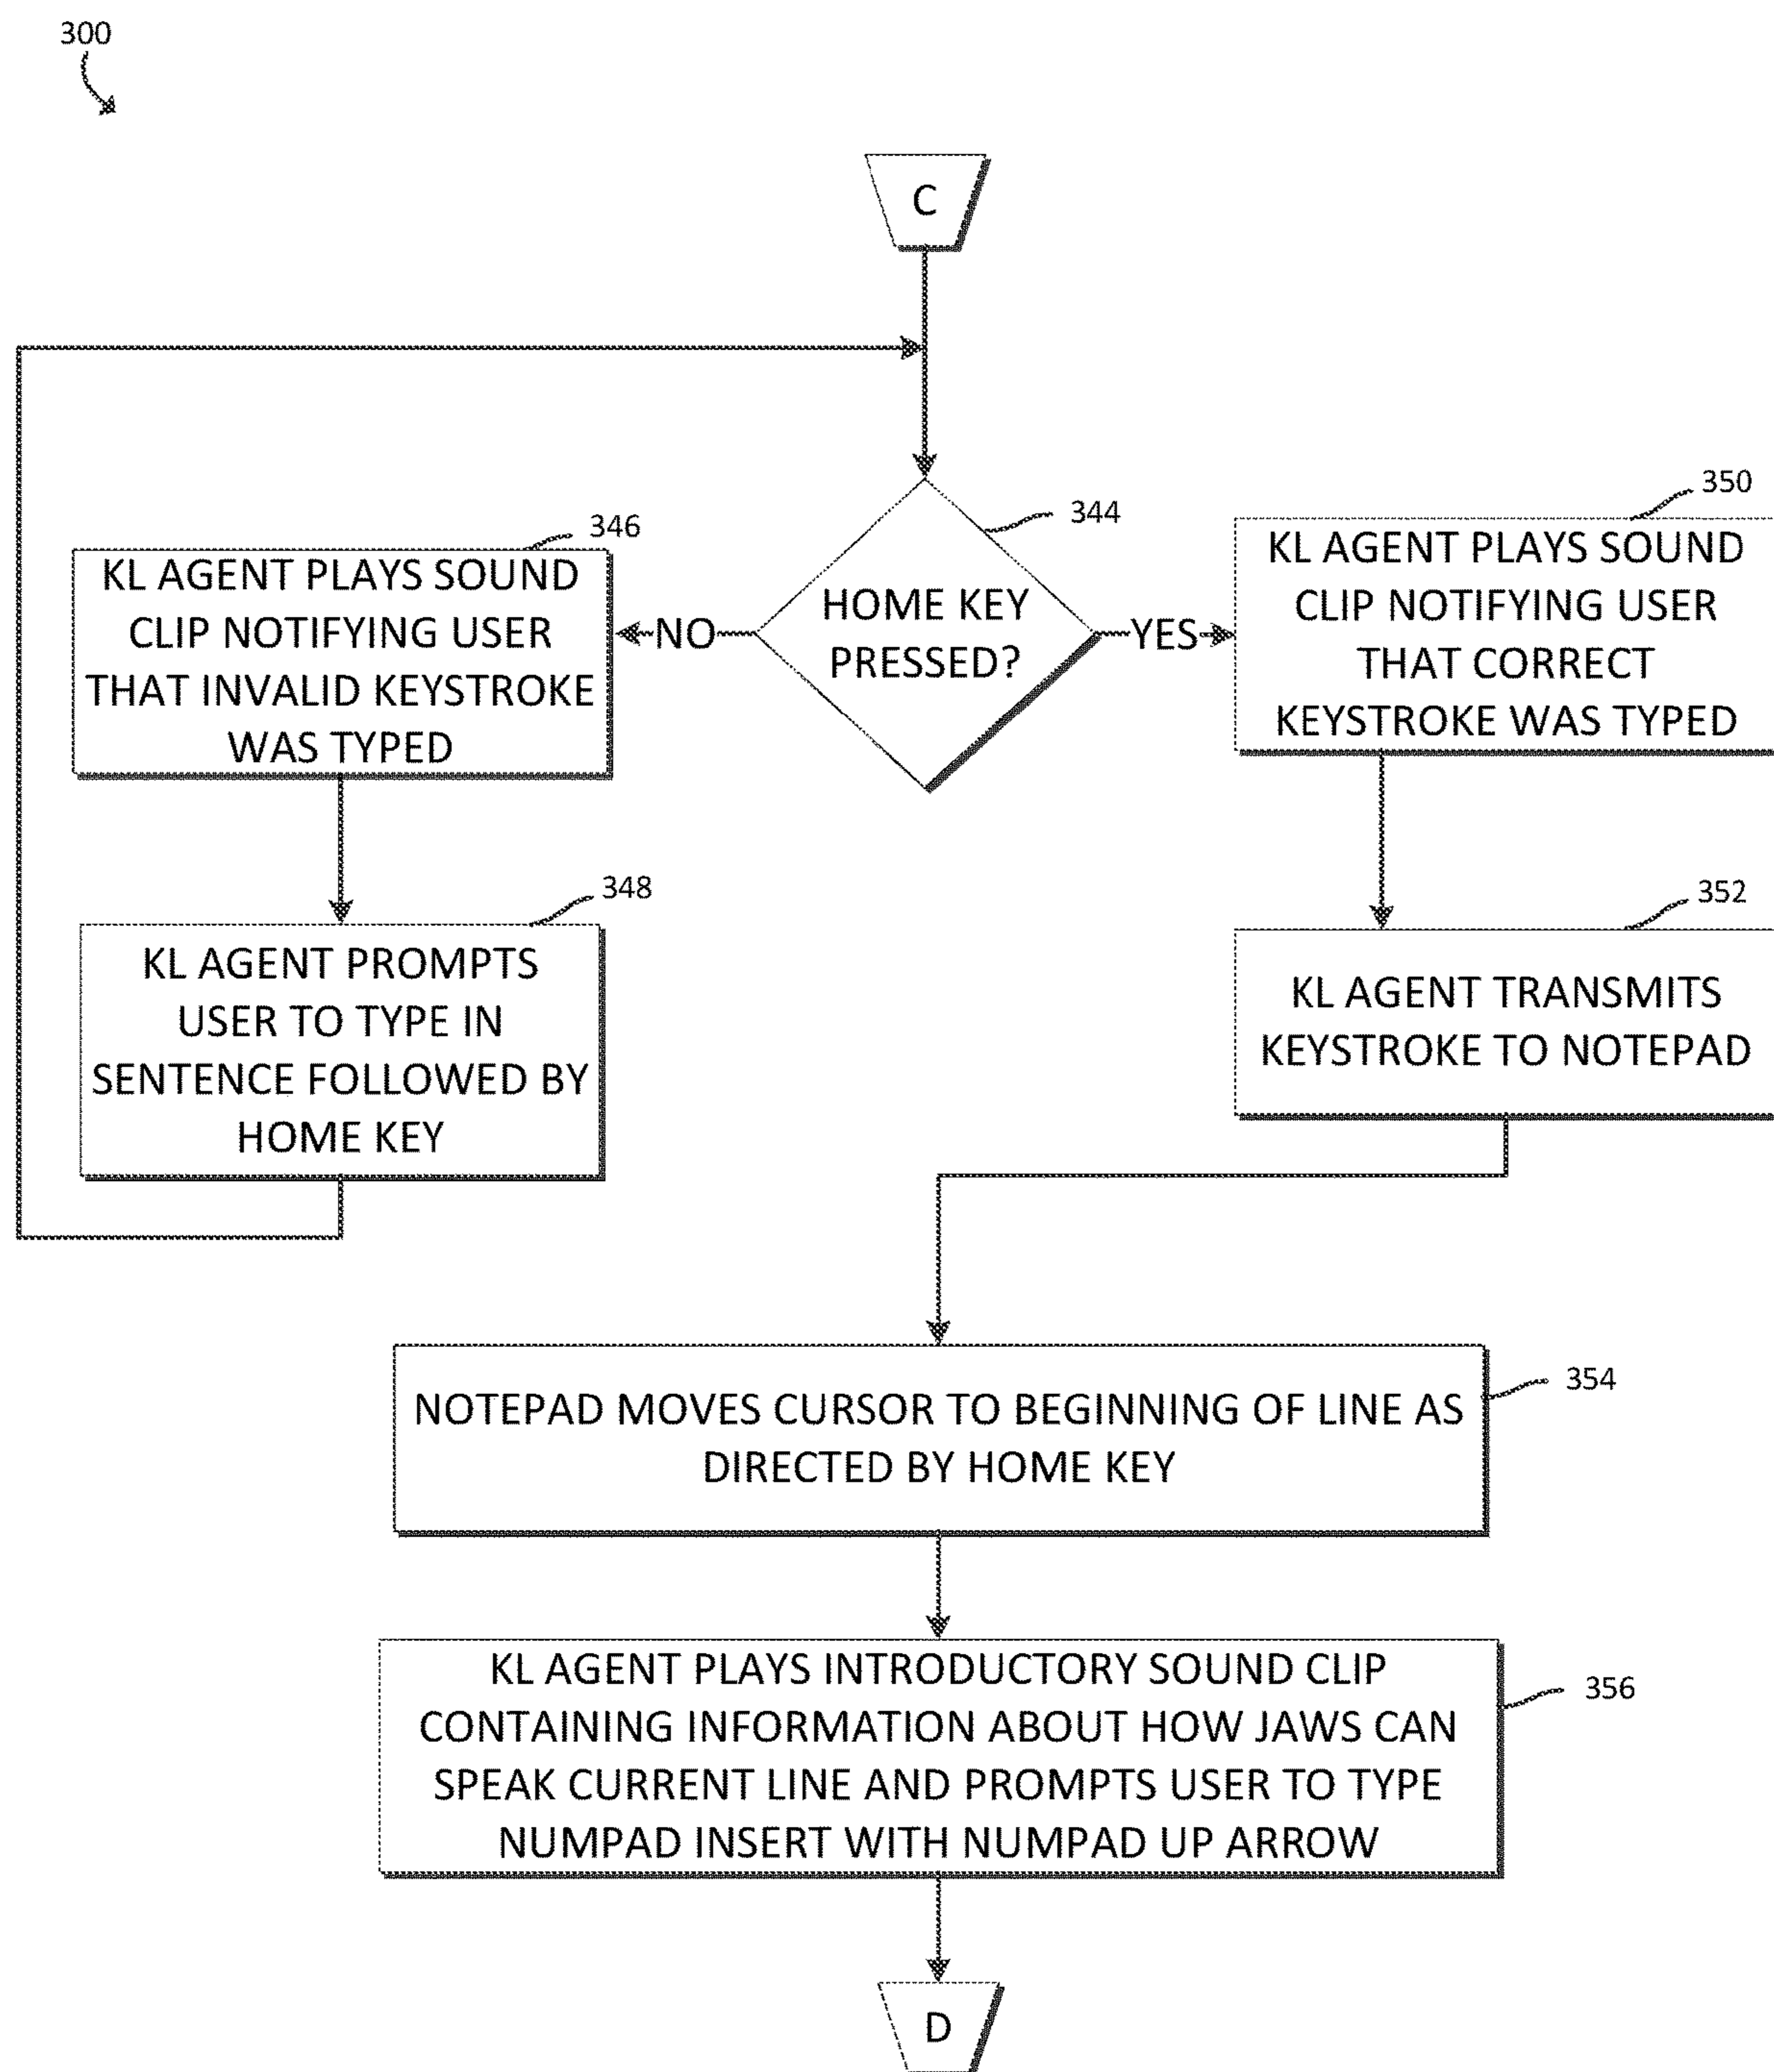 300
C
344
HOME KEY
PRESSED?
NO
YES
346
KL AGENT PLAYS SOUND
CLIP NOTIFYING USER
THAT INVALID KEYSTROKE
WAS TYPED
350
KL AGENT PLAYS SOUND
CLIP NOTIFYING USER
THAT CORRECT
KEYSTROKE WAS TYPED
348
KL AGENT PROMPTS
USER TO TYPE IN
SENTENCE FOLLOWED BY
HOME KEY
352
KL AGENT TRANSMITS
KEYSTROKE TO NOTEPAD
354
NOTEPAD MOVES CURSOR TO BEGINNING OF LINE AS
DIRECTED BY HOME KEY
356
KL AGENT PLAYS INTRODUCTORY SOUND CLIP
CONTAINING INFORMATION ABOUT HOW JAWS CAN
SPEAK CURRENT LINE AND PROMPTS USER TO TYPE
NUMPAD INSERT WITH NUMPAD UP ARROW
D